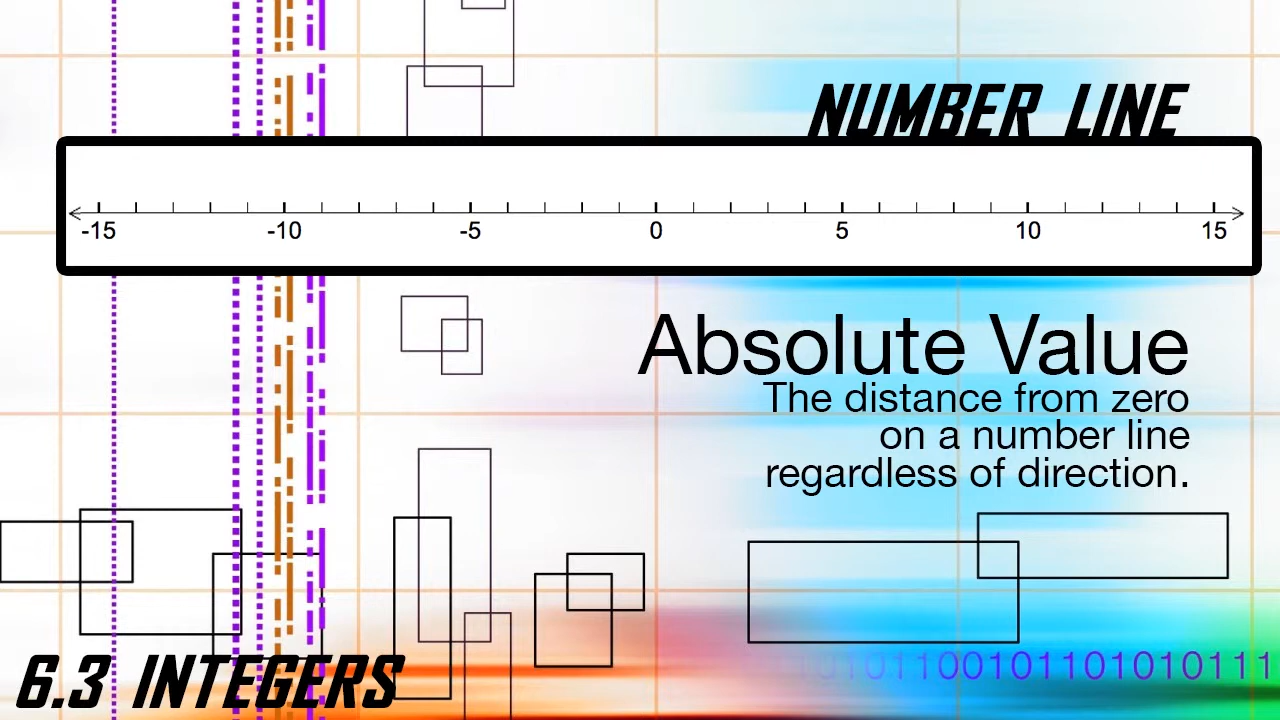 NUMBER LINE
-15 -10 -5 0 5 10 15
Absolute Value
The distance from zero
on a number line
regardless of direction.
1001011010101111
6.3 INTEGERS